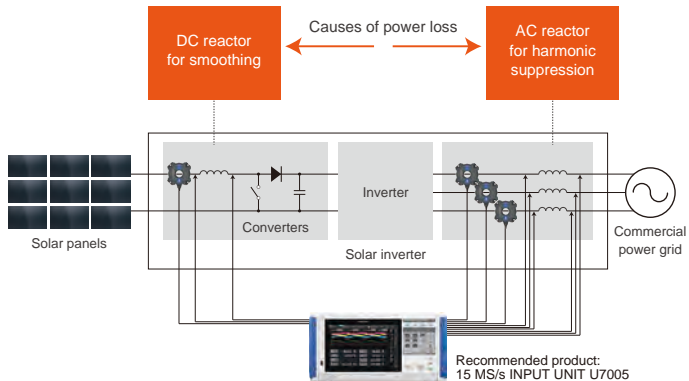 DC reactor
for smoothing
Causes of power loss
AC reactor
for harmonic
suppression
Solar panels
Converters
Inverter
Solar inverter
Commercial
power grid
Recommended product:
15 MS/s INPUT UNIT U7005